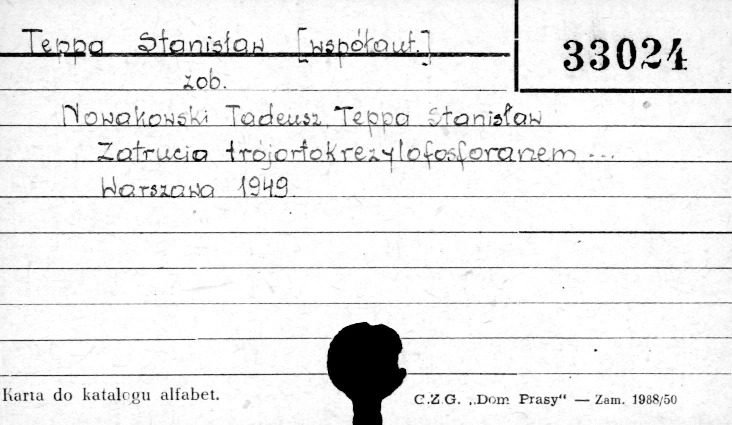 Teppa Stanisław [współaut.]
33024
zob.
Nowakowski Tadeusz, Teppa Stanisław
Zatrucia trójortokrezylofosforanem ...
Warszawa 1949.
Karta do katalogu alfabet.
C.Z.G. „Dom Prasy“ — Zam. 1988/50